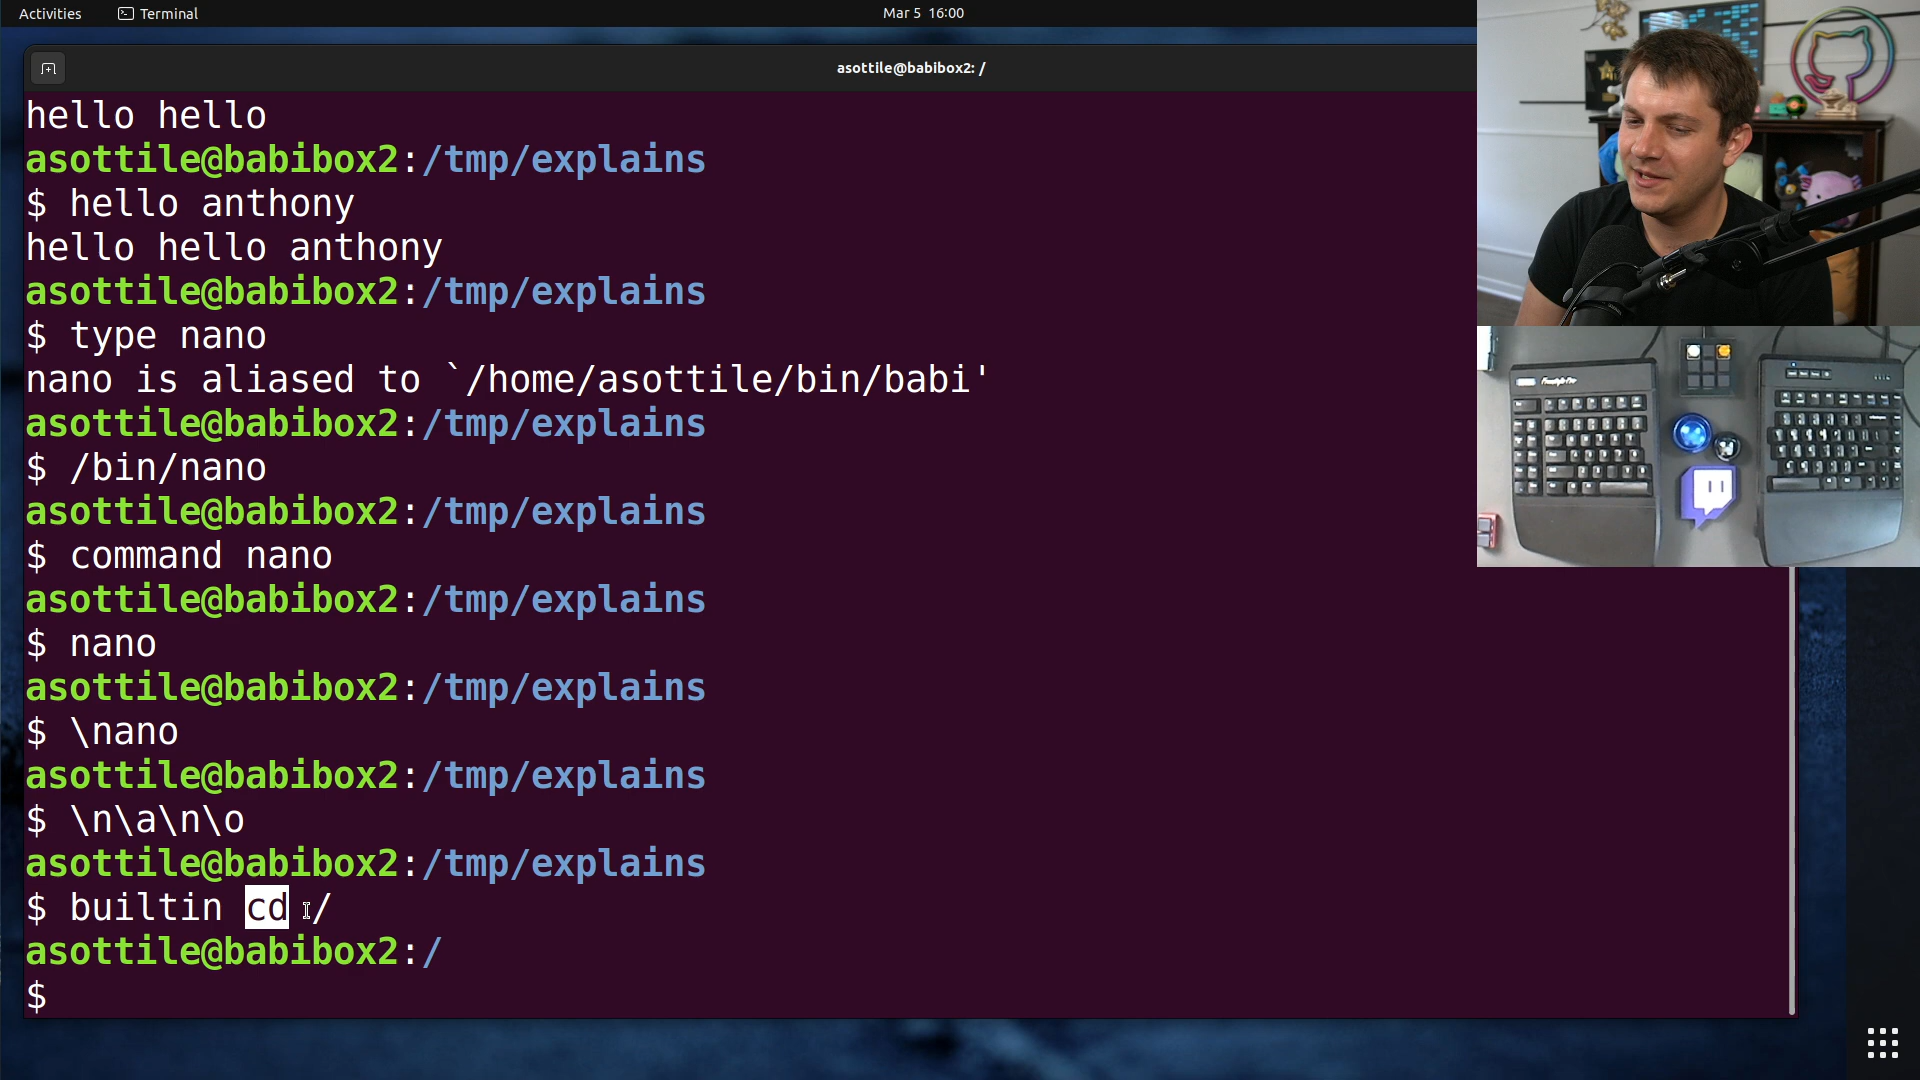 Activities
Terminal
Mar 5 16:00
asottile@babibox2: /
hello hello
asottile@babibox2:/tmp/explains
$ hello anthony
hello hello anthony
asottile@babibox2:/tmp/explains
$ type nano
nano is aliased to `/home/asottile/bin/babi'
asottile@babibox2:/tmp/explains
$ /bin/nano
asottile@babibox2:/tmp/explains
$ command nano
asottile@babibox2:/tmp/explains
$ nano
asottile@babibox2:/tmp/explains
$ \nano
asottile@babibox2:/tmp/explains
$ \n\a\n\o
asottile@babibox2:/tmp/explains
$ builtin cd /
asottile@babibox2:/
$